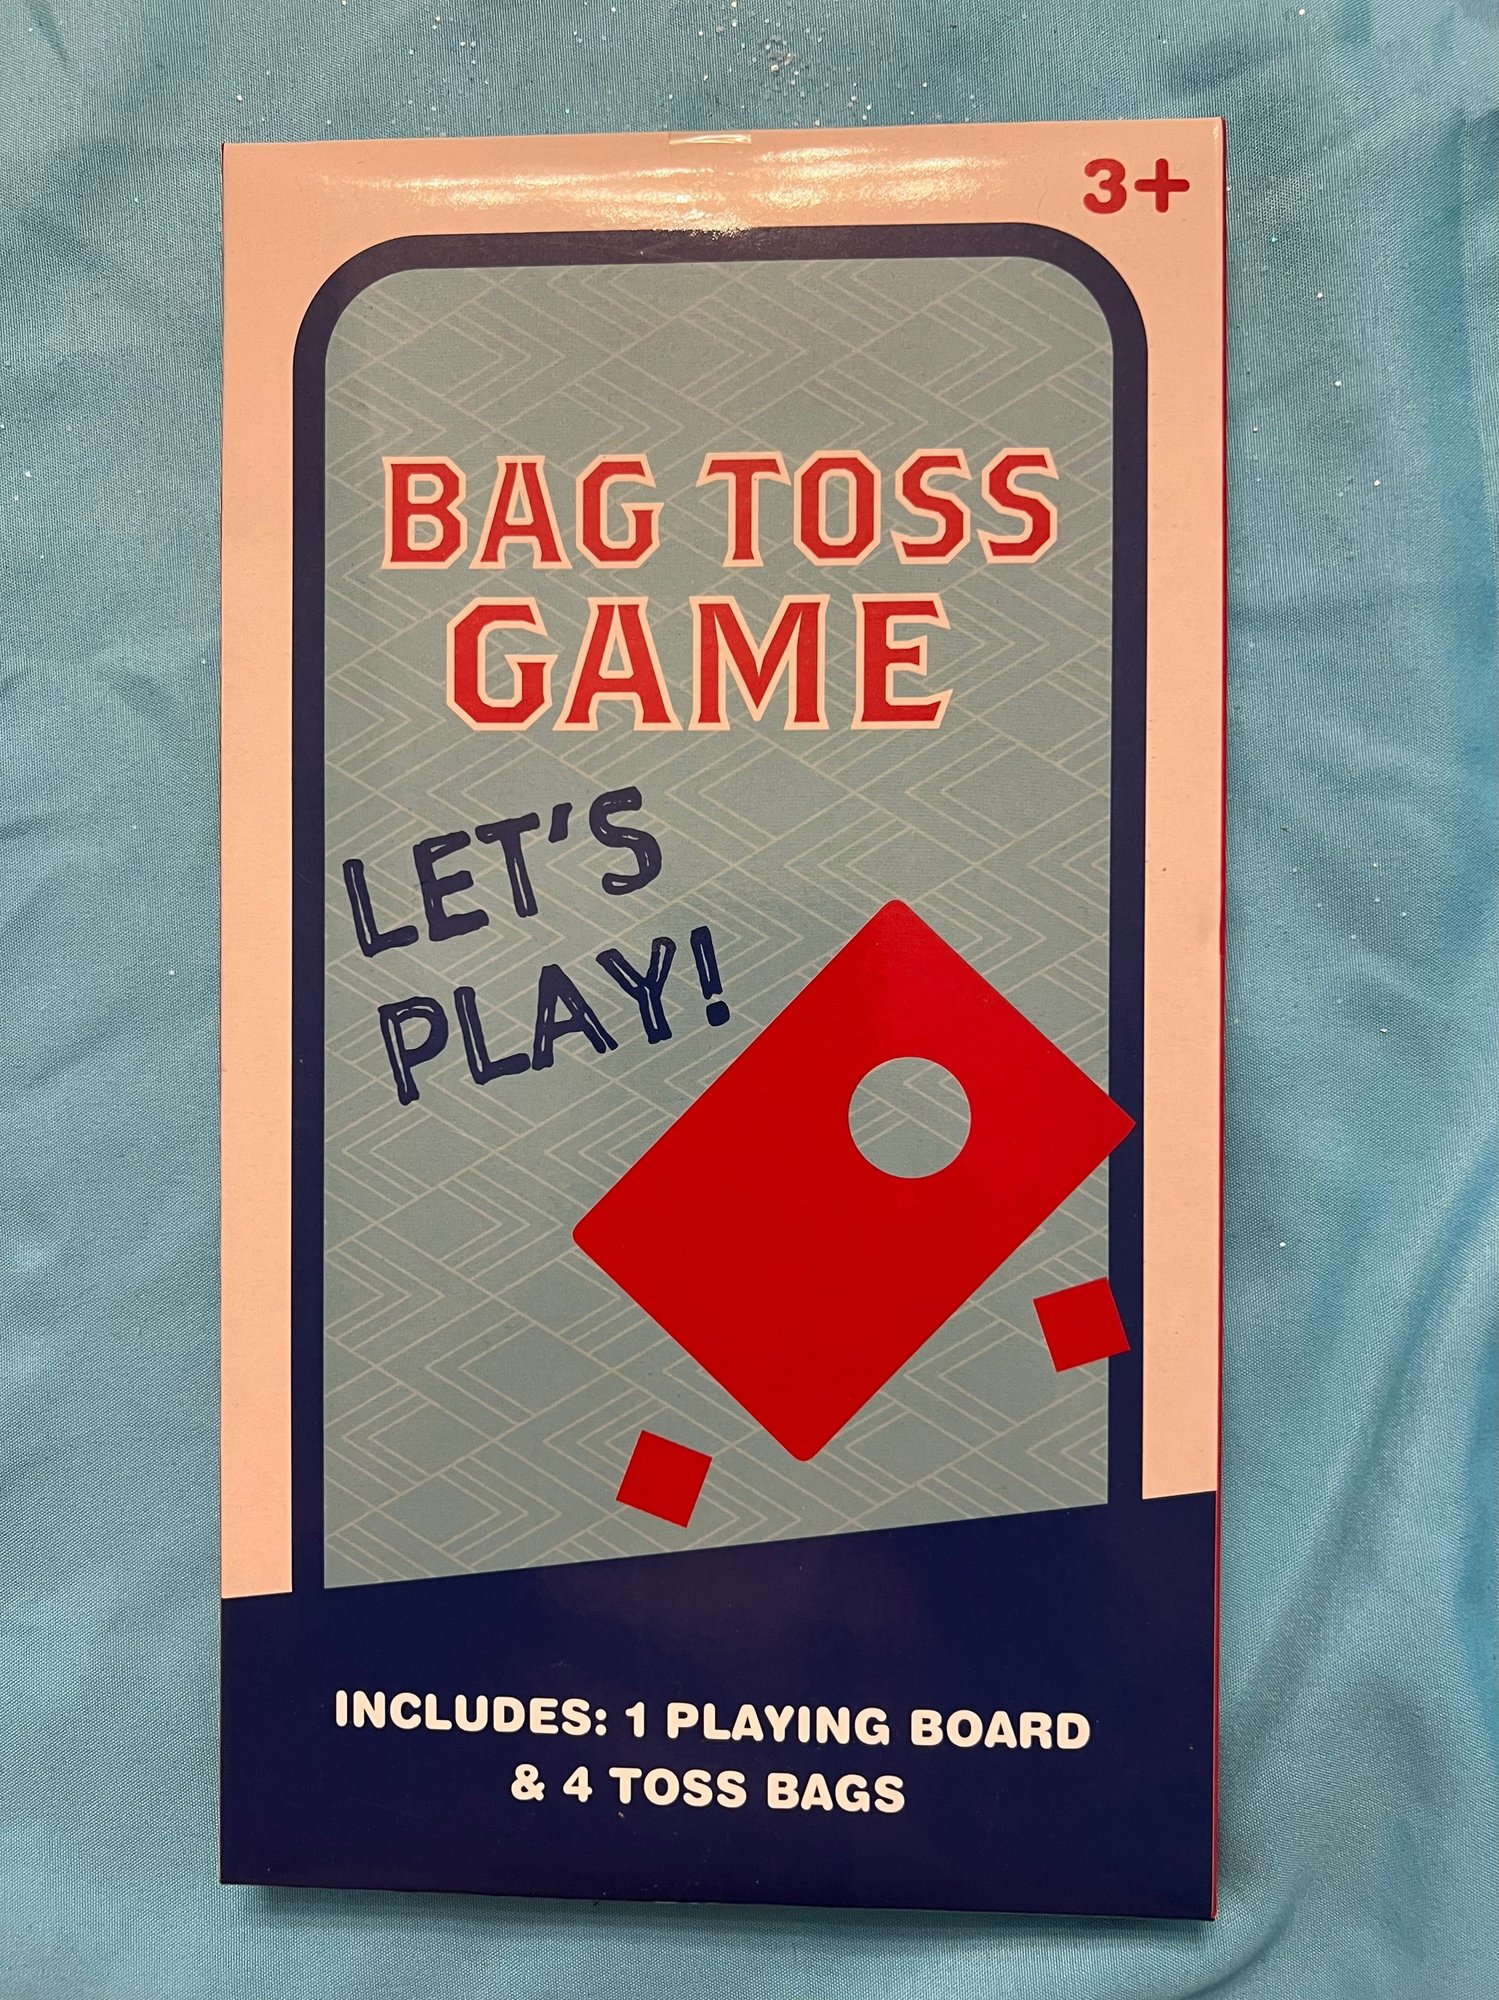 3+
BAG TOSS
GAME
LET'S
PLAY!
INCLUDES: 1 PLAYING BOARD
& 4 TOSS BAGS